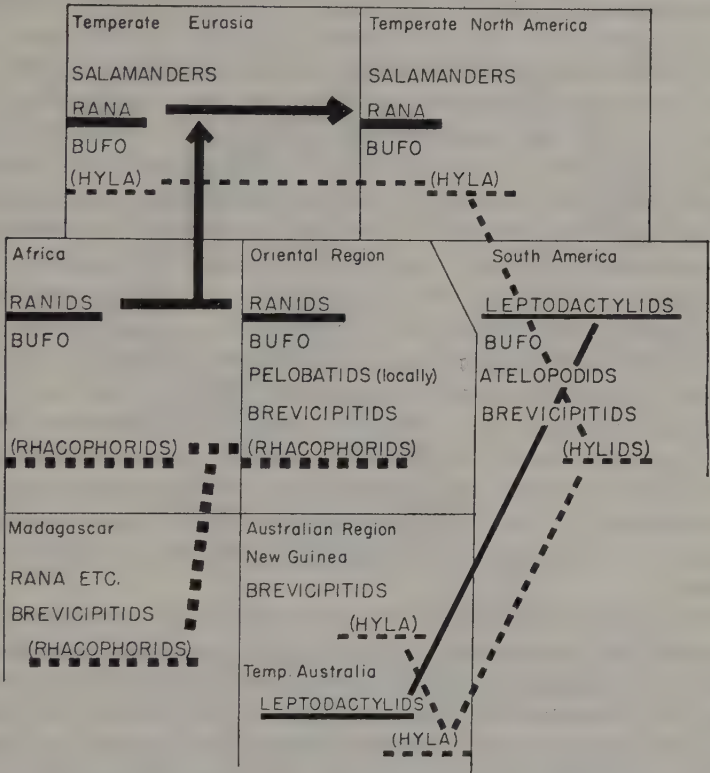 Temperate Eurasia
SALAMANDERS
RANA
BUFO
(HYLA)
Temperate North America
SALAMANDERS
RANA
BUFO
(HYLA)
Africa
RANIDS
BUFO
(RHACOPHORIDS)
Oriental Region
RANIDS
BUFO
PELOBATIDS (locally)
BREVICIPITIDS
(RHACOPHORIDS)
South America
LEPTODACTYLIDS
BUFO
ATELOPODIDS
BREVICIPITIDS
(HYLIDS)
Madagascar
RANA ETC.
BREVICIPITIDS
(RHACOPHORIDS)
Australian Region
New Guinea
BREVICIPITIDS
(HYLA)
Temp. Australia
LEPTODACTYLIDS
(HYLA)